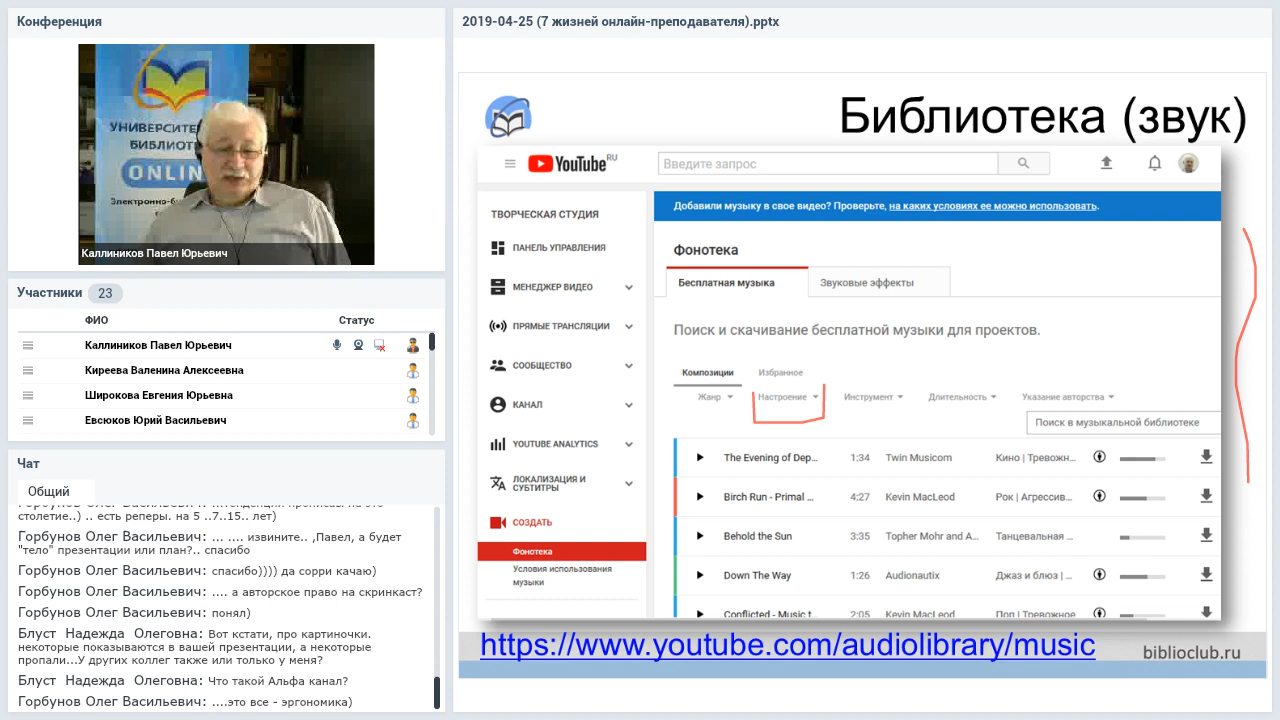 Конференция
УНИВЕРСИТЕ
БИБЛИОТ
ONLIN
Каллиников Павел Юрьевич
Участники 23
ФИО Статус
Каллиников Павел Юрьевич
Киреева Валенина Алексеевна
Широкова Евгения Юрьевна
Евсюков Юрий Васильевич
Чат
Общий
столетие..) .. есть реперы. на 5 ..7..15.. лет)
Горбунов Олег Васильевич: ... .... извините.. ,Павел, а будет
"тело" презентации или план?.. спасибо
Горбунов Олег Васильевич: спасибо)))) да сорри качаю)
Горбунов Олег Васильевич: .... а авторское право на скринкаст?
Горбунов Олег Васильевич: понял)
Блуст Надежда Олеговна: Вот кстати, про картиночки.
некоторые показываются в вашей презентации, а некоторые
пропали...У других коллег также или только у меня?
Блуст Надежда Олеговна: Что такой Альфа канал?
Горбунов Олег Васильевич: ....это все - эргономика)
2019-04-25 (7 жизней онлайн-преподавателя).pptx
Библиотека (звук)
YouTube RU
Введите запрос
ТВОРЧЕСКАЯ СТУДИЯ
ПАНЕЛЬ УПРАВЛЕНИЯ
МЕНЕДЖЕР ВИДЕО
ПРЯМЫЕ ТРАНСЛЯЦИИ
СООБЩЕСТВО
КАНАЛ
YOUTUBE ANALYTICS
ЛОКАЛИЗАЦИЯ И
СУБТИТРЫ
СОЗДАТЬ
Фонотека
Условия использования
музыки
Добавили музыку в свое видео? Проверьте, на каких условиях ее можно использовать.
Фонотека
Бесплатная музыка Звуковые эффекты
Поиск и скачивание бесплатной музыки для проектов.
Композиции Избранное
Жанр Настроение Инструмент Длительность Указание авторства
Поиск в музыкальной библиотеке
The Evening of Dep... 1:34 Twin Musicom Кино | Тревожн...
Birch Run - Primal ... 4:27 Kevin MacLeod Рок | Агрессив...
Behold the Sun 3:35 Topher Mohr and A... Танцевальная ...
Down The Way 1:26 Audionautix Джаз и блюз | ...
Conflicted - Music t 2:05 Kevin MacLeod Поп | Тревожное
https://www.youtube.com/audiolibrary/music
biblioclub.ru